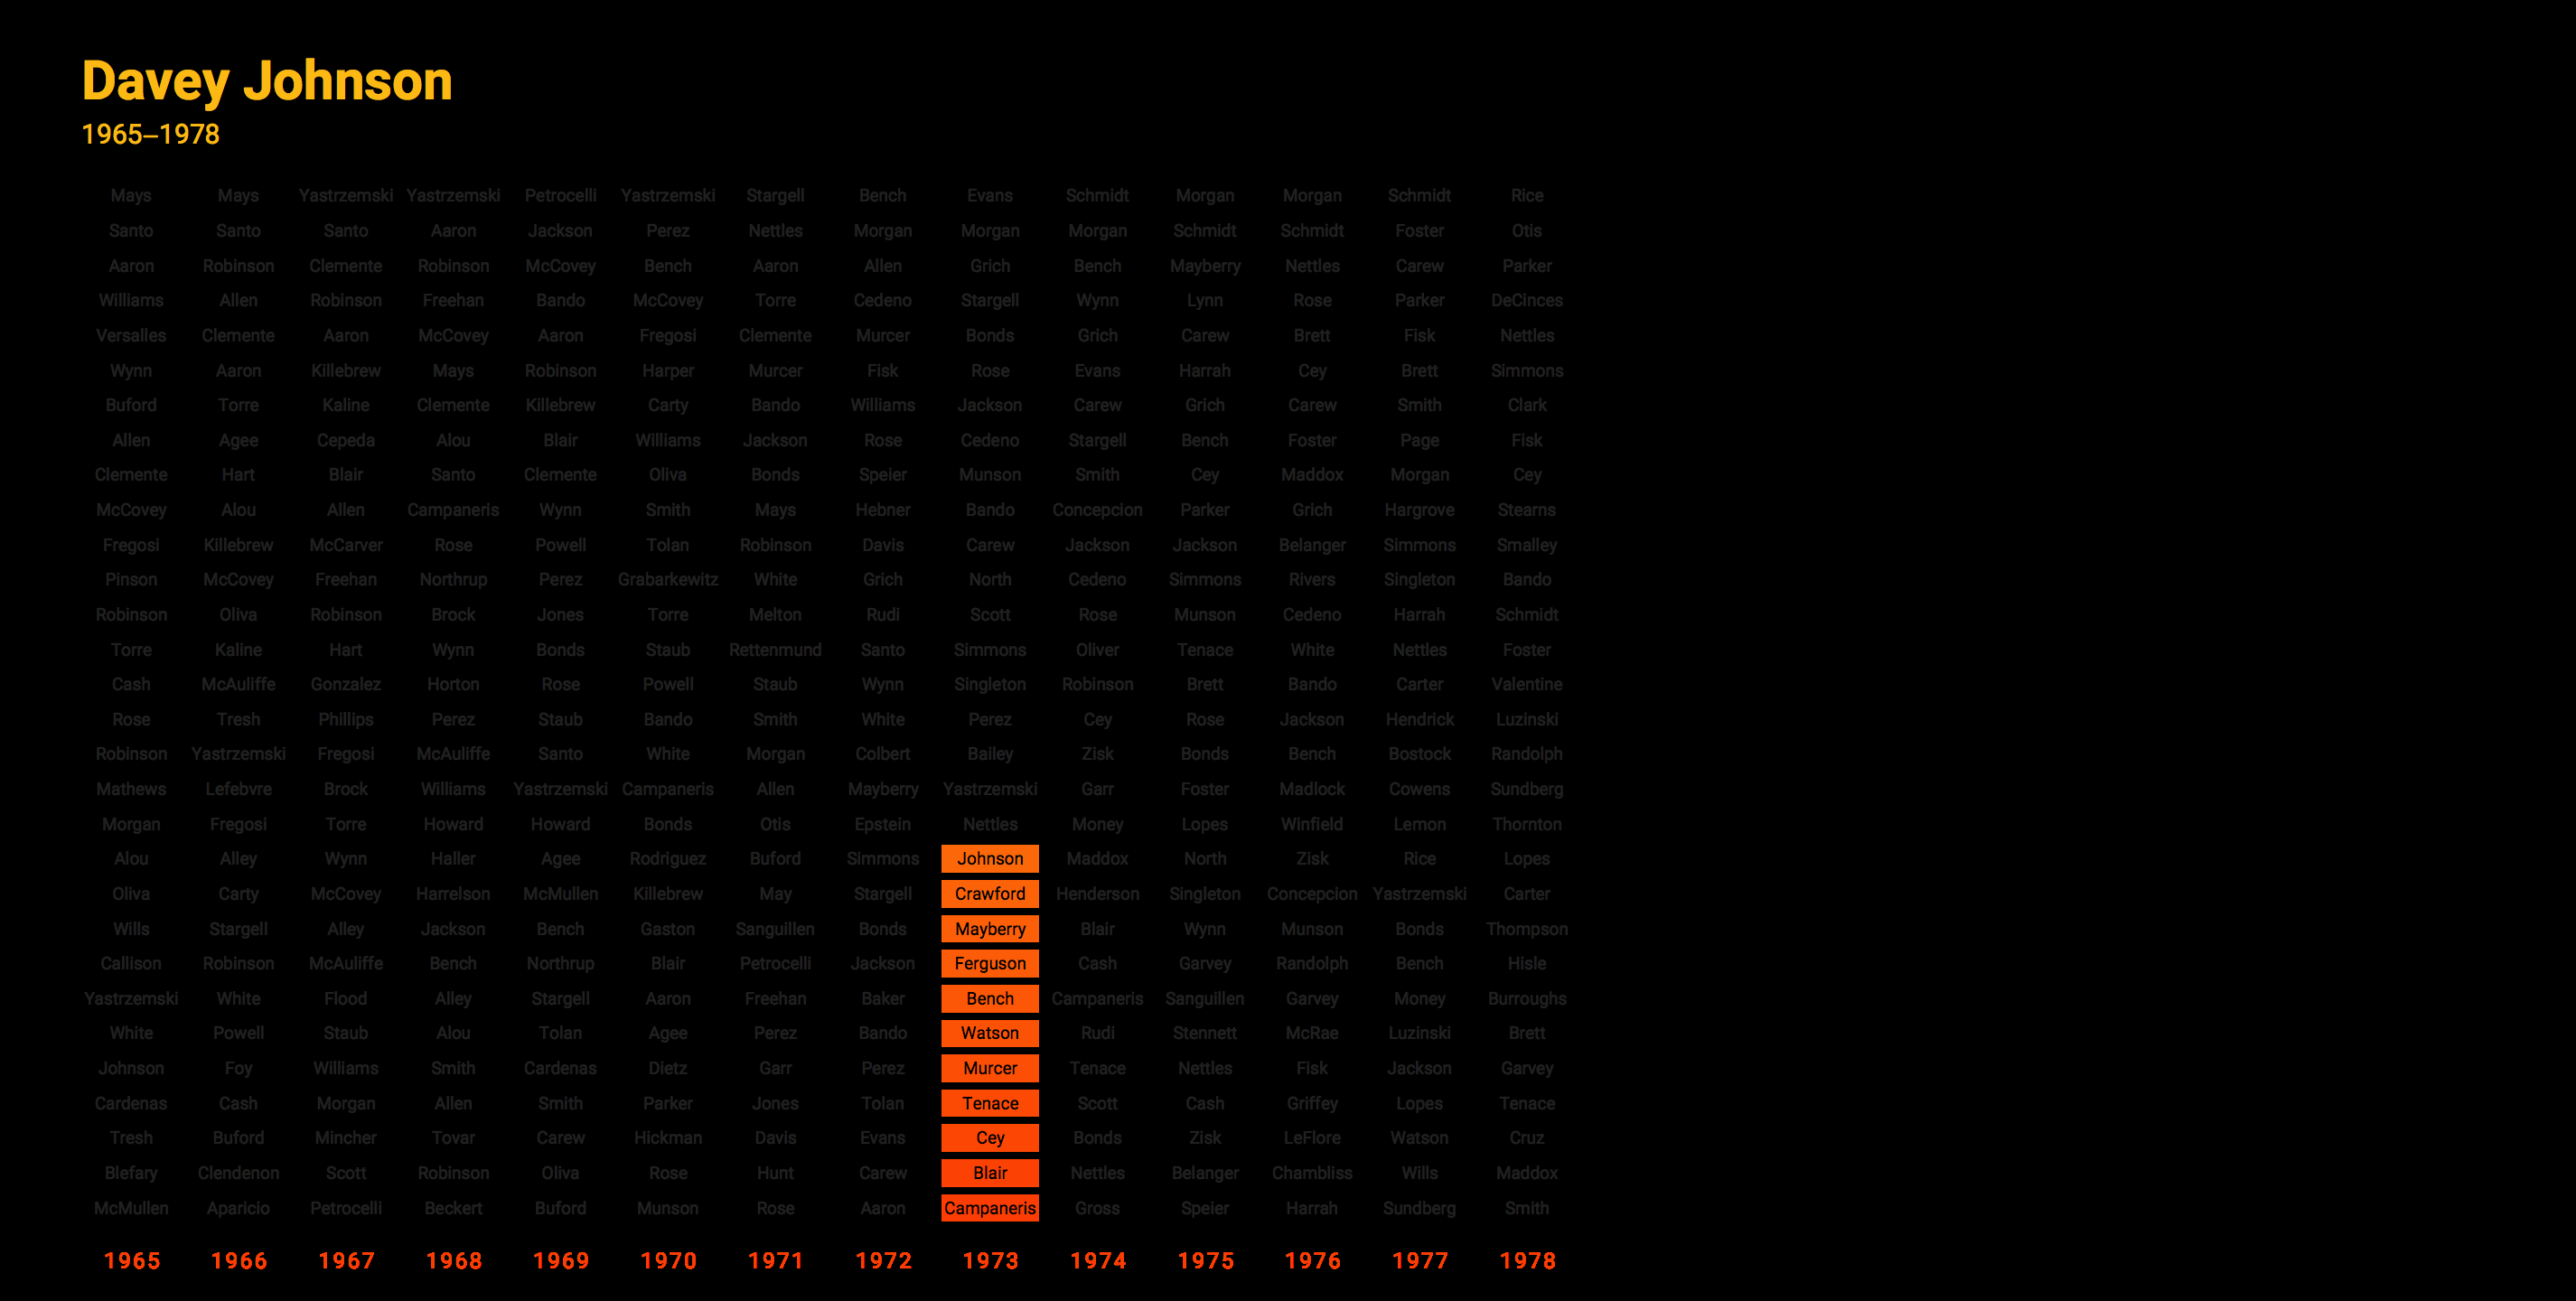 Davey Johnson
1965–1978
Mays Mays Yastrzemski Yastrzemski Petrocelli Yastrzemski Stargell Bench Evans Schmidt Morgan Morgan Schmidt Rice
Santo Santo Santo Aaron Jackson Perez Nettles Morgan Morgan Morgan Schmidt Schmidt Foster Otis
Aaron Robinson Clemente Robinson McCovey Bench Aaron Allen Grich Bench Mayberry Nettles Carew Parker
Williams Allen Robinson Freehan Bando McCovey Torre Cedeno Stargell Wynn Lynn Rose Parker DeCinces
Versalles Clemente Aaron McCovey Aaron Fregosi Clemente Murcer Bonds Grich Carew Brett Fisk Nettles
Wynn Aaron Killebrew Mays Robinson Harper Murcer Fisk Rose Evans Harrah Cey Brett Simmons
Buford Torre Kaline Clemente Killebrew Carty Bando Williams Jackson Carew Grich Carew Smith Clark
Allen Agee Cepeda Alou Blair Williams Jackson Rose Cedeno Stargell Bench Foster Page Fisk
Clemente Hart Blair Santo Clemente Oliva Bonds Speier Munson Smith Cey Maddox Morgan Cey
McCovey Alou Allen Campaneris Wynn Smith Mays Hebner Bando Concepcion Parker Grich Hargrove Stearns
Fregosi Killebrew McCarver Rose Powell Tolan Robinson Davis Carew Jackson Jackson Belanger Simmons Smalley
Pinson McCovey Freehan Northrup Perez Grabarkewitz White Grich North Cedeno Simmons Rivers Singleton Bando
Robinson Oliva Robinson Brock Jones Torre Melton Rudi Scott Rose Munson Cedeno Harrah Schmidt
Torre Kaline Hart Wynn Bonds Staub Rettenmund Santo Simmons Oliver Tenace White Nettles Foster
Cash McAuliffe Gonzalez Horton Rose Powell Staub Wynn Singleton Robinson Brett Bando Carter Valentine
Rose Tresh Phillips Perez Staub Bando Smith White Perez Cey Rose Jackson Hendrick Luzinski
Robinson Yastrzemski Fregosi McAuliffe Santo White Morgan Colbert Bailey Zisk Bonds Bench Bostock Randolph
Mathews Lefebvre Brock Williams Yastrzemski Campaneris Allen Mayberry Yastrzemski Garr Foster Madlock Cowens Sundberg
Morgan Fregosi Torre Howard Howard Bonds Otis Epstein Nettles Money Lopes Winfield Lemon Thornton
Alou Alley Wynn Haller Agee Rodriguez Buford Simmons Johnson Maddox North Zisk Rice Lopes
Oliva Carty McCovey Harrelson McMullen Killebrew May Stargell Crawford Henderson Singleton Concepcion Yastrzemski Carter
Wills Stargell Alley Jackson Bench Gaston Sanguillen Bonds Mayberry Blair Wynn Munson Bonds Thompson
Callison Robinson McAuliffe Bench Northrup Blair Petrocelli Jackson Ferguson Cash Garvey Randolph Bench Hisle
Yastrzemski White Flood Alley Stargell Aaron Freehan Baker Bench Campaneris Sanguillen Garvey Money Burroughs
White Powell Staub Alou Tolan Agee Perez Bando Watson Rudi Stennett McRae Luzinski Brett
Johnson Foy Williams Smith Cardenas Dietz Garr Perez Murcer Tenace Nettles Fisk Jackson Garvey
Cardenas Cash Morgan Allen Smith Parker Jones Tolan Tenace Scott Cash Griffey Lopes Tenace
Tresh Buford Mincher Tovar Carew Hickman Davis Evans Cey Bonds Zisk LeFlore Watson Cruz
Blefary Clendenon Scott Robinson Oliva Rose Hunt Carew Blair Nettles Belanger Chambliss Wills Maddox
McMullen Aparicio Petrocelli Beckert Buford Munson Rose Aaron Campaneris Gross Speier Harrah Sundberg Smith
1965 1966 1967 1968 1969 1970 1971 1972 1973 1974 1975 1976 1977 1978